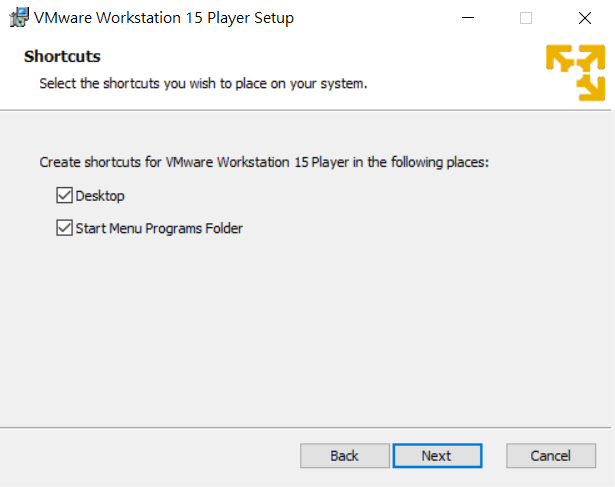 VMware Workstation 15 Player Setup
Shortcuts
Select the shortcuts you wish to place on your system.
Create shortcuts for VMware Workstation 15 Player in the following places:
Desktop
Start Menu Programs Folder
Back Next Cancel